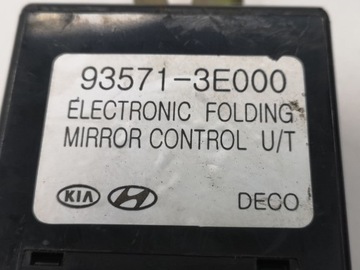 93571-3E000
ELECTRONIC FOLDING
MIRROR CONTROL U/T
KIA DECO